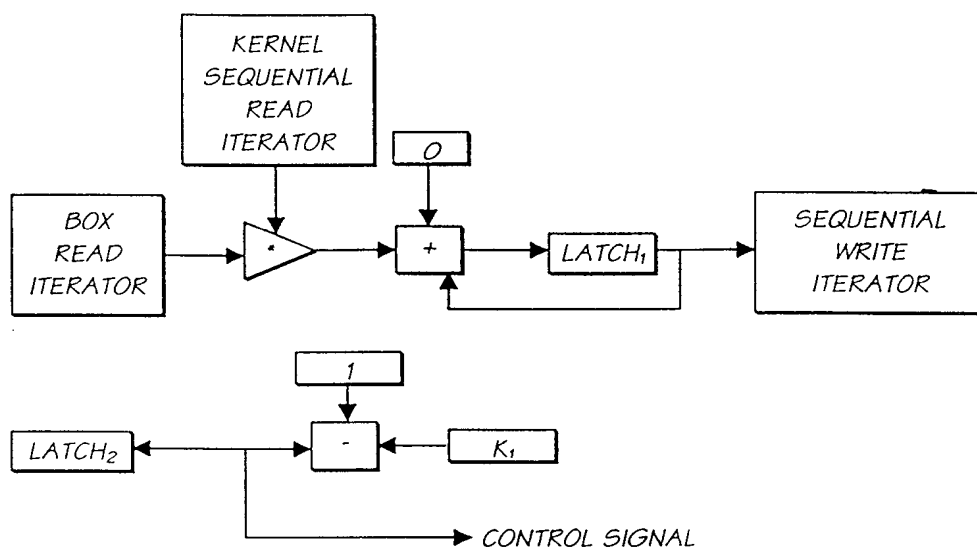 KERNEL
SEQUENTIAL
READ
ITERATOR
0
BOX
READ
ITERATOR
*
+
LATCH₁
SEQUENTIAL
WRITE
ITERATOR
1
LATCH₂
-
K₁
CONTROL SIGNAL